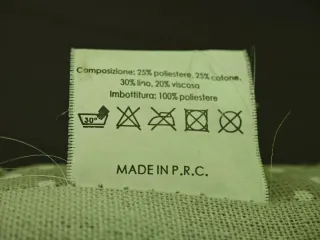 Composizione: 25% poliestere, 25% cotone,
30% lino, 20% viscosa
Imbottitura: 100% poliestere
30°
MADE IN P.R.C.